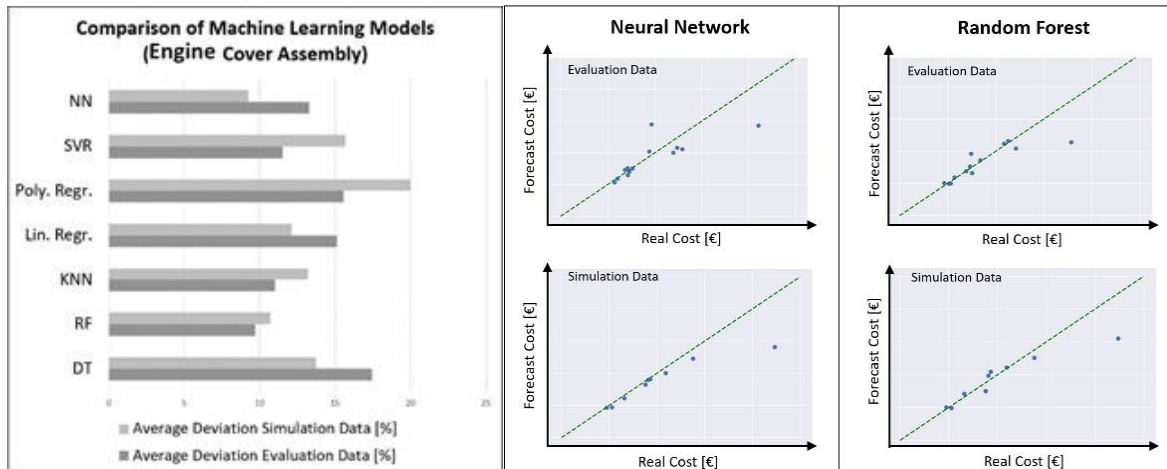 Comparison of Machine Learning Models
(Engine Cover Assembly)
NN
SVR
Poly. Regr.
Lin. Regr.
KNN
RF
DT
0 5 10 15 20 25
Average Deviation Simulation Data [%]
Average Deviation Evaluation Data [%]
Neural Network
Evaluation Data
Forecast Cost [€]
Real Cost [€]
Simulation Data
Forecast Cost [€]
Real Cost [€]
Random Forest
Evaluation Data
Forecast Cost [€]
Real Cost [€]
Simulation Data
Forecast Cost [€]
Real Cost [€]